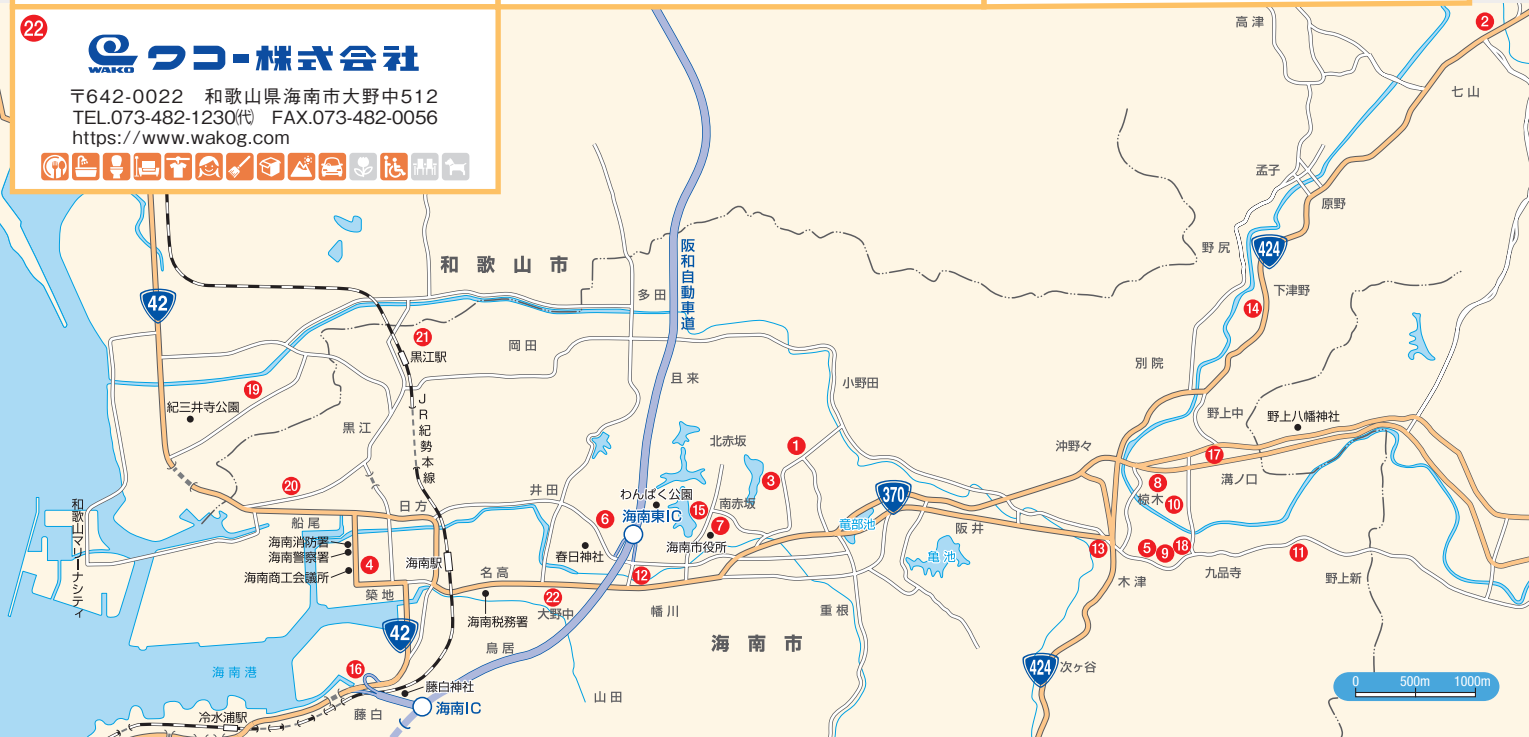 22
WAKO
ワコー株式会社
〒642-0022 和歌山県海南市大野中512
TEL.073-482-1230㈹ FAX.073-482-0056
https://www.wakog.com
高津
2
七山
孟子
原野
野尻
424
下津野
14
和歌山市
阪和自動車道
多田
42
21
黒江駅
岡田
且来
小野田
別院
19
紀三井寺公園
JR紀勢本線
黒江
北赤坂
1
野上中
野上八幡神社
沖野々
17
溝ノ口
3
20
井田
わんぱく公園
15
南赤坂
370
8
椋木
10
和歌山マリーナシティ
日方
船尾
6
海南東IC
7
竜部池
阪井
海南消防署
海南警察署
海南商工会議所
4
海南駅
春日神社
海南市役所
亀池
13
5
9
18
11
名高
12
木津
九品寺
野上新
築地
22
大野中
幡川
重根
海南税務署
42
鳥居
海南市
海南港
16
424
次ヶ谷
藤白神社
山田
0 500m 1000m
冷水浦駅
藤白
海南IC